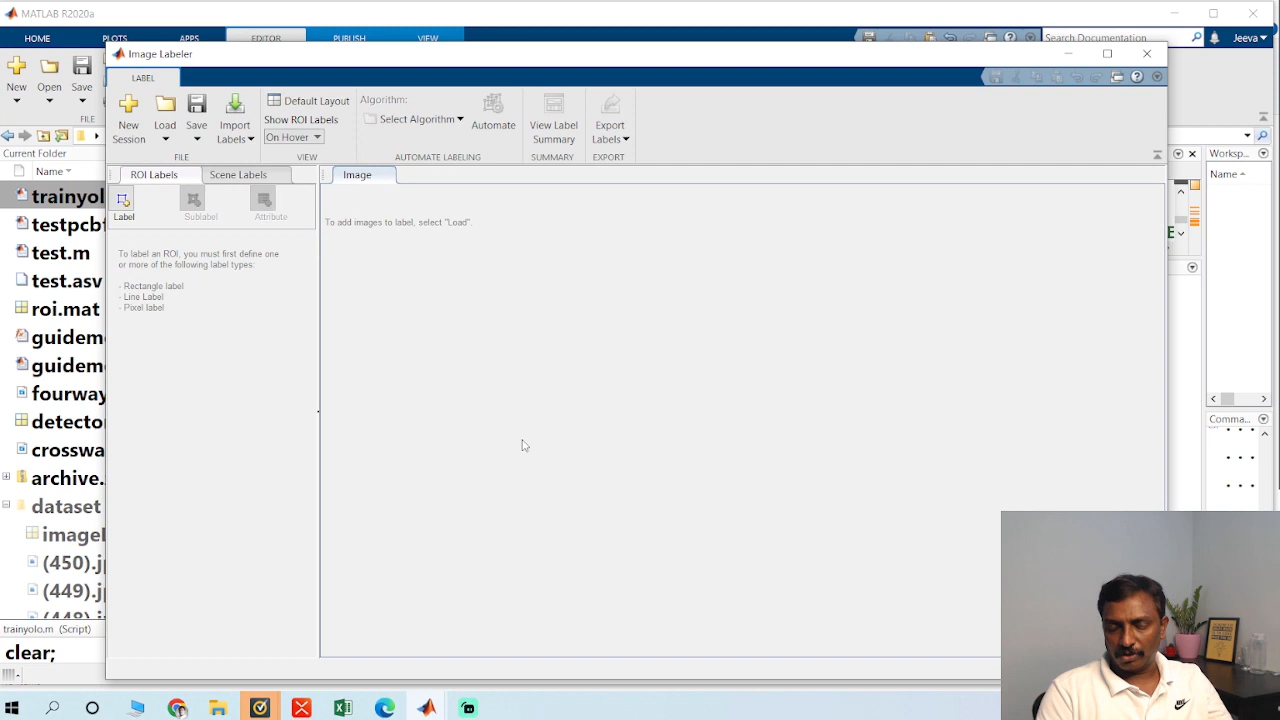 MATLAB R2020a
HOME PLOTS APPS EDITOR PUBLISH VIEW Search Documentation Jeeva
New Open Save
FILE
Current Folder
Name
trainyol
testpcbf
test.m
test.asv
roi.mat
guideme
guideme
fourway
detector
crosswa
archive.
dataset
imageL
(450).j
(449).j
(448).j
trainyolo.m (Script)
clear;
Image Labeler
LABEL
New Session
Load
Save
Import Labels
FILE
Default Layout
Show ROI Labels
On Hover
VIEW
Algorithm:
Select Algorithm
Automate
AUTOMATE LABELING
View Label Summary
SUMMARY
Export Labels
EXPORT
ROI Labels Scene Labels
Label Sublabel Attribute
To label an ROI, you must first define one
or more of the following label types:
- Rectangle label
- Line Label
- Pixel label
Image
To add images to label, select "Load".
Worksp...
Name
Comma...